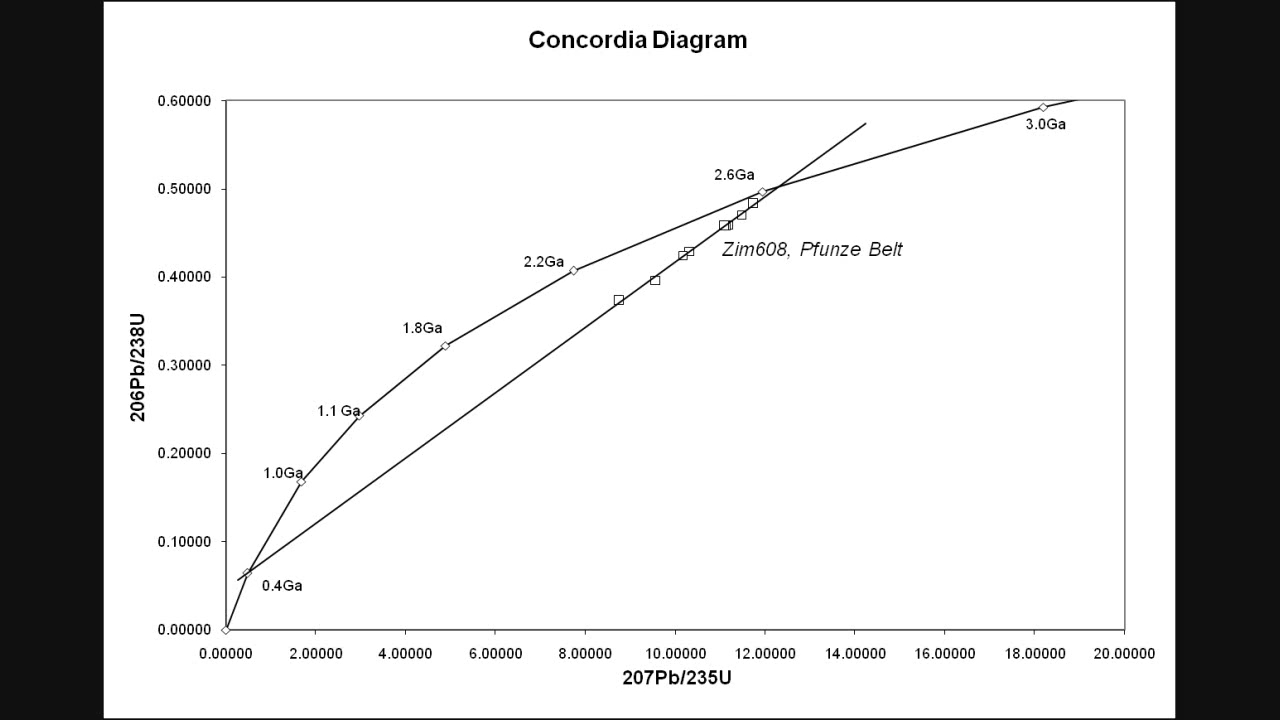 Concordia Diagram
0.60000
3.0Ga
2.6Ga
0.50000
Zim608, Pfunze Belt
2.2Ga
0.40000
1.8Ga
0.30000
206Pb/238U
1.1 Ga
1.0Ga
0.20000
0.10000
0.4Ga
0.00000
0.00000 2.00000 4.00000 6.00000 8.00000 10.00000 12.00000 14.00000 16.00000 18.00000 20.00000
207Pb/235U